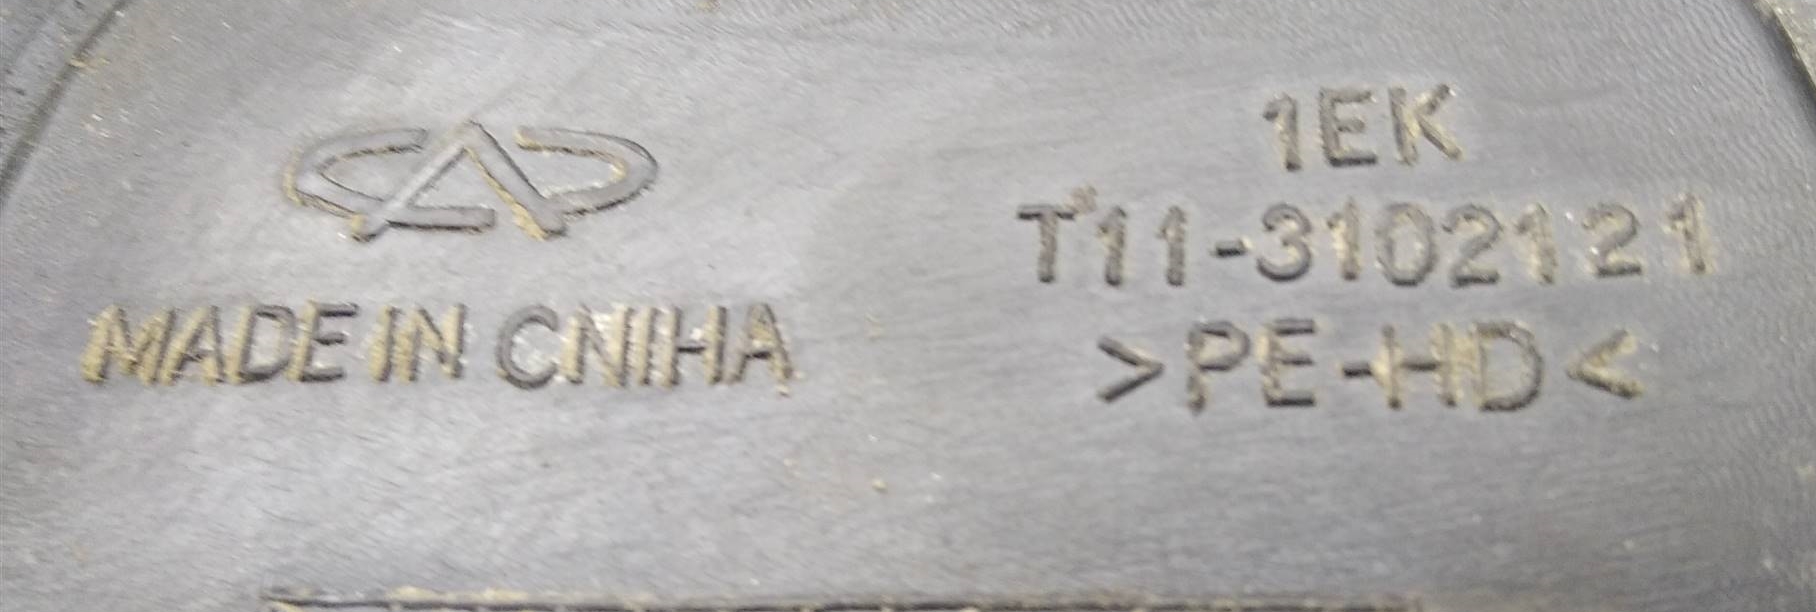 MADE IN CNIHA
1EK
T11-3102121
>PE-HD<